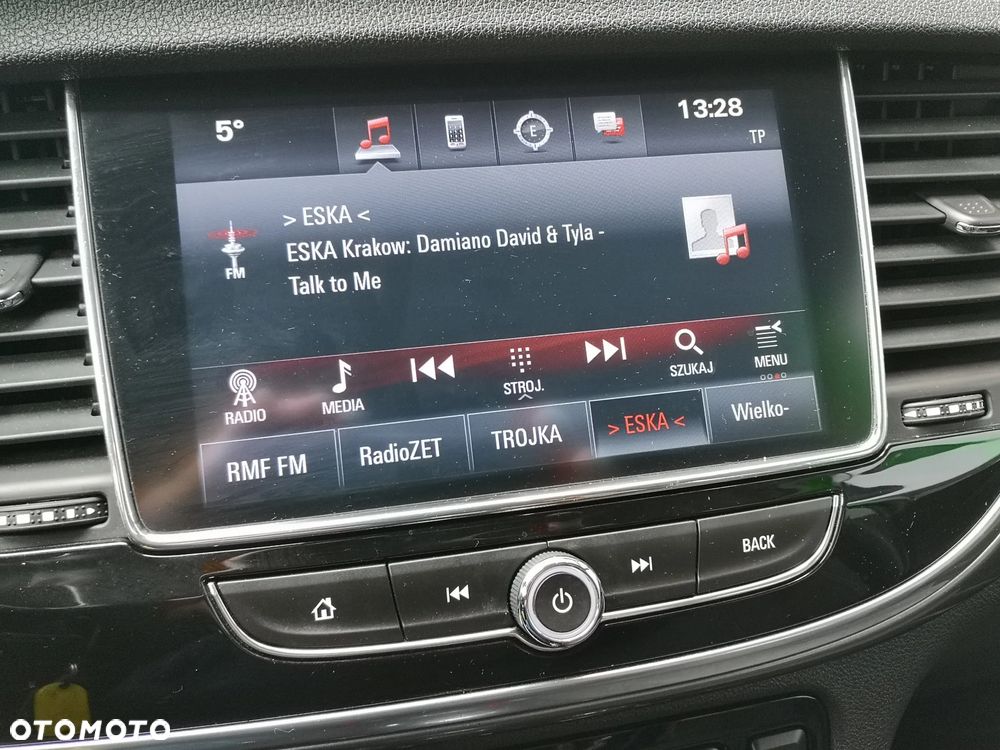 5°
E
13:28
TP
> ESKA <
ESKA Krakow: Damiano David & Tyla -
Talk to Me
FM
RADIO
MEDIA
STROJ.
SZUKAJ
MENU
RMF FM
RadioZET
TROJKA
> ESKA <
Wielko-
BACK
OTOMOTO